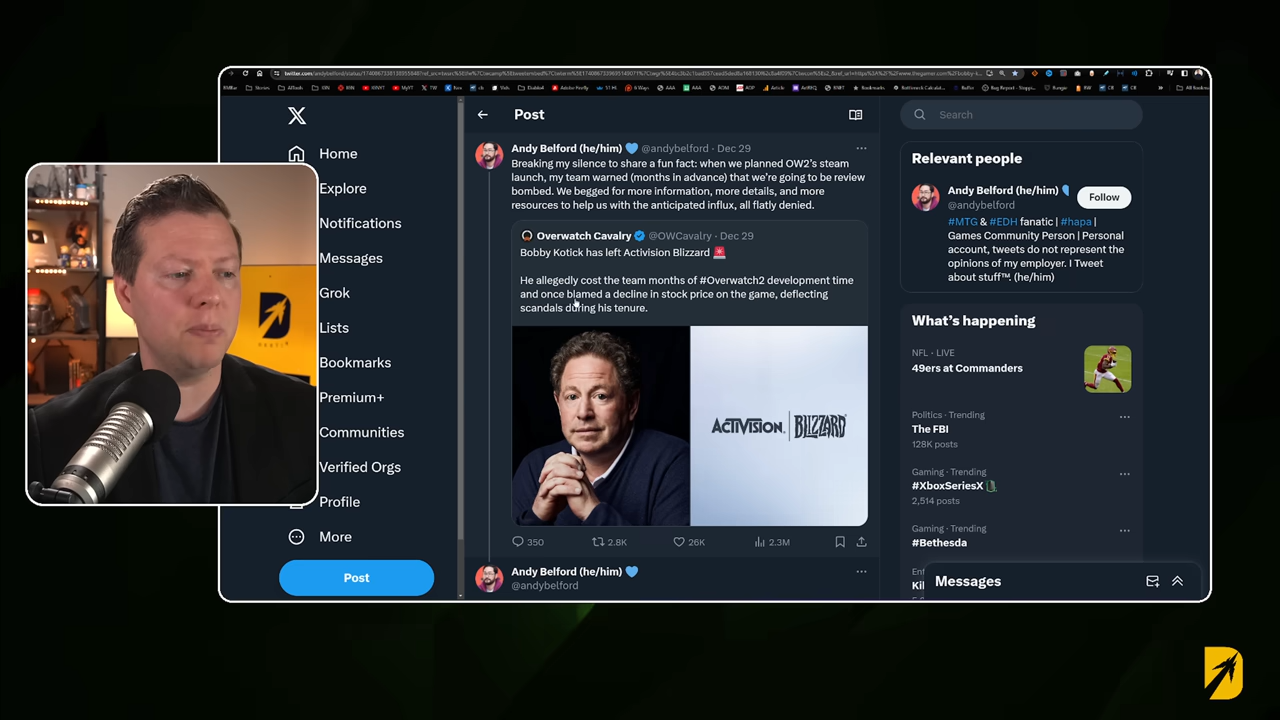 Post
Search
Home
Explore
Notifications
Messages
Grok
Lists
Bookmarks
Premium+
Communities
Verified Orgs
Profile
More
Post
Andy Belford (he/him) 💙 @andybelford · Dec 29
Breaking my silence to share a fun fact: when we planned OW2's steam
launch, my team warned (months in advance) that we're going to be review
bombed. We begged for more information, more details, and more
resources to help us with the anticipated influx, all flatly denied.
Overwatch Cavalry @OWCavalry · Dec 29
Bobby Kotick has left Activision Blizzard 🚨
He allegedly cost the team months of #Overwatch2 development time
and once blamed a decline in stock price on the game, deflecting
scandals during his tenure.
ACTIVISION. BLIZZARD
350 2.8K 26K 2.3M
Andy Belford (he/him) 💙
@andybelford
Relevant people
Andy Belford (he/him)
@andybelford
Follow
#MTG & #EDH fanatic | #hapa |
Games Community Person | Personal
account, tweets do not represent the
opinions of my employer. I Tweet
about stuff™. (he/him)
What's happening
NFL · LIVE
49ers at Commanders
Politics · Trending
The FBI
128K posts
Gaming · Trending
#XboxSeriesX
2,514 posts
Gaming · Trending
#Bethesda
Messages